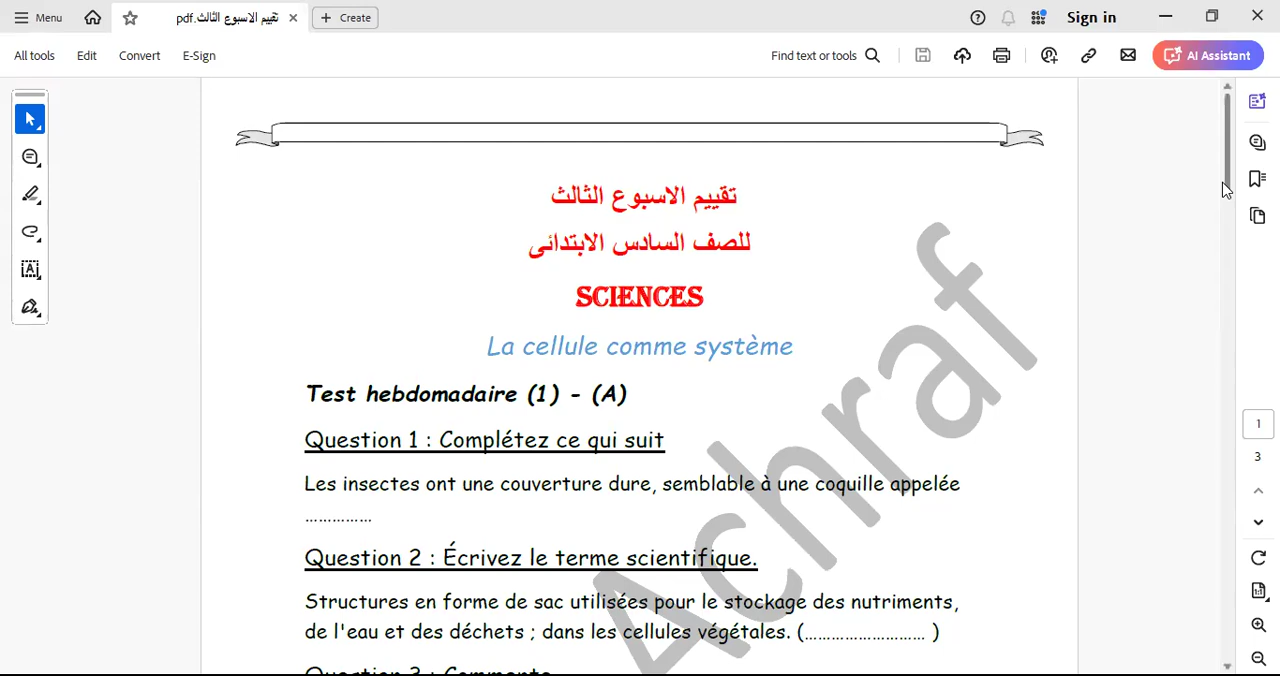 Menu
تقييم الاسبوع الثالث.pdf
Create
Sign in
All tools
Edit
Convert
E-Sign
Find text or tools
AI Assistant
تقييم الاسبوع الثالث
للصف السادس الابتدائى
SCIENCES
La cellule comme système
Test hebdomadaire (1) - (A)
Question 1 : Complétez ce qui suit
Les insectes ont une couverture dure, semblable à une coquille appelée
...............
Question 2 : Écrivez le terme scientifique.
Structures en forme de sac utilisées pour le stockage des nutriments,
de l'eau et des déchets ; dans les cellules végétales. (........................... )
Question 3 : Comments
Achraf
1
3